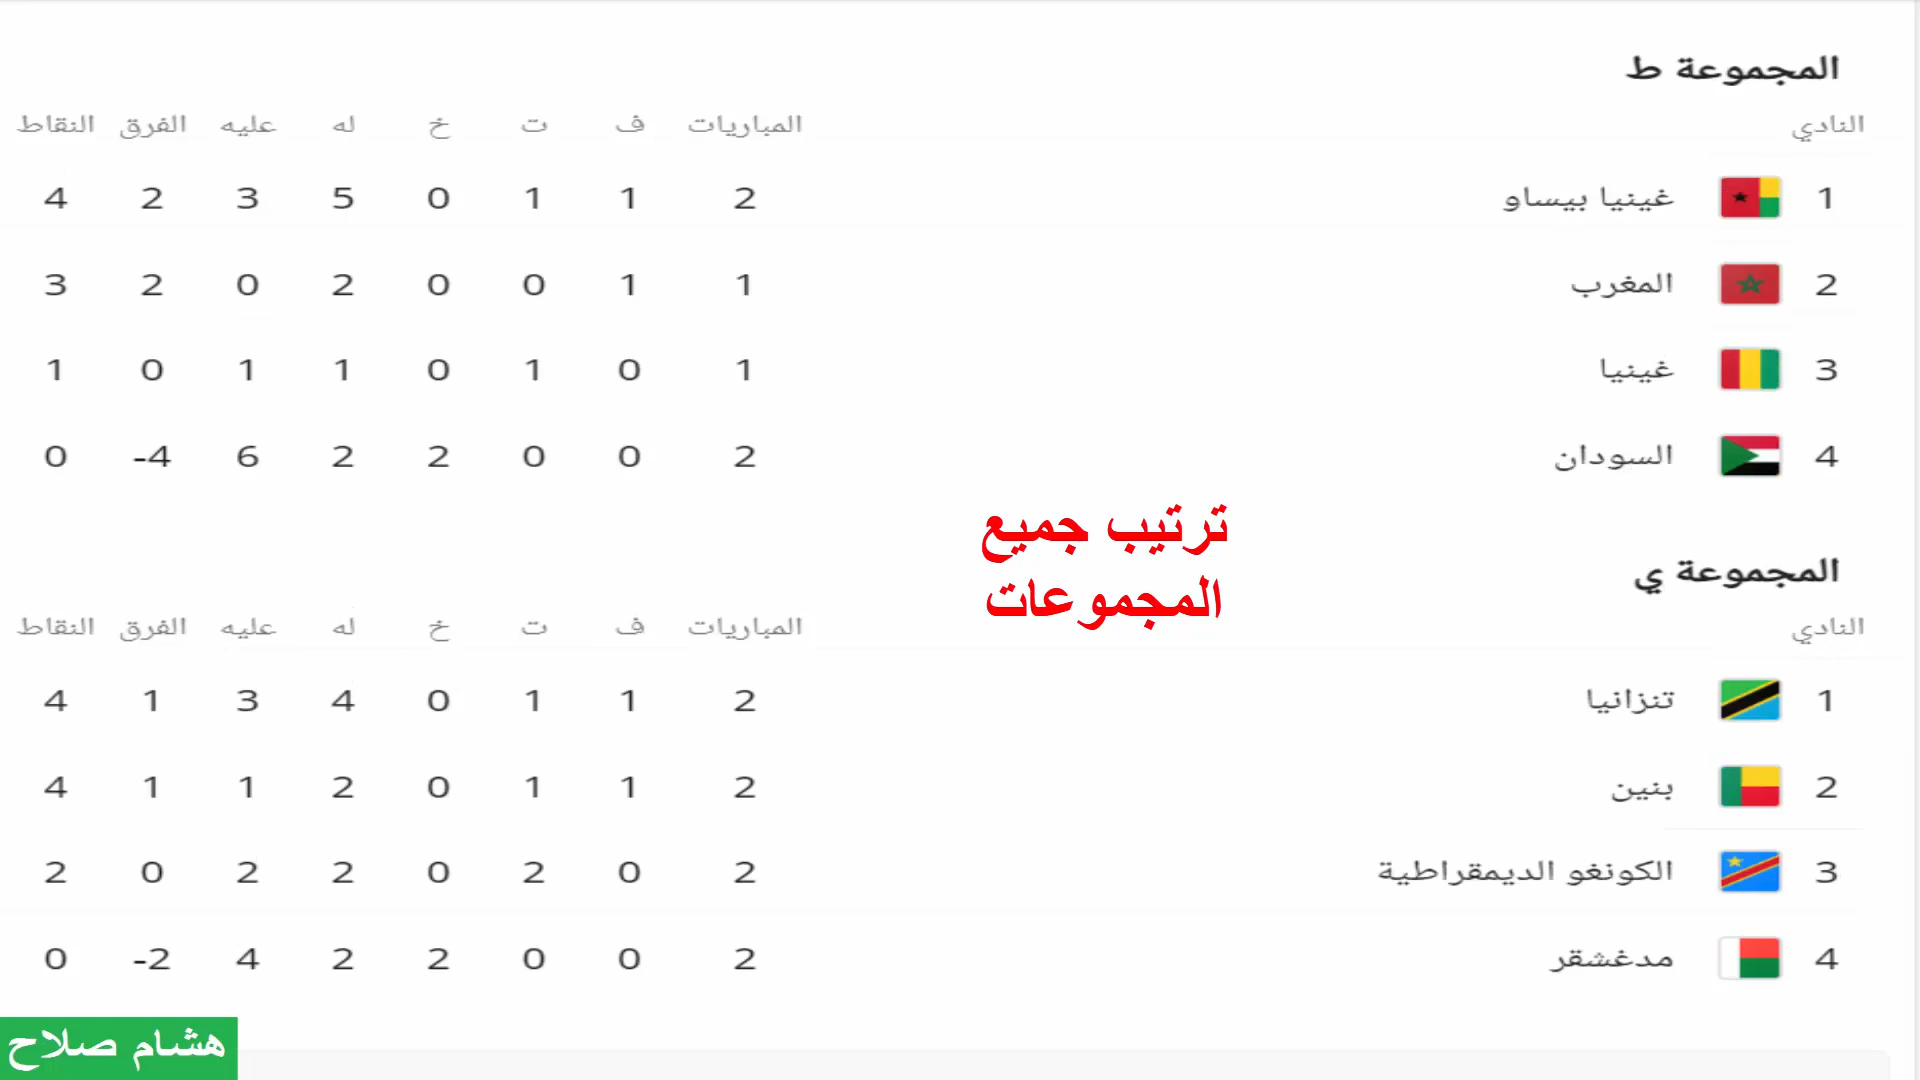 المجموعة ط
النادي المباريات ف ت خ له عليه الفرق النقاط
1 غينيا بيساو 2 1 1 0 5 3 2 4
2 المغرب 1 1 0 0 2 0 2 3
3 غينيا 1 0 1 0 1 1 0 1
4 السودان 2 0 0 2 2 6 -4 0
ترتيب جميع
المجموعات
المجموعة ي
النادي المباريات ف ت خ له عليه الفرق النقاط
1 تنزانيا 2 1 1 0 4 3 1 4
2 بنين 2 1 1 0 2 1 1 4
3 الكونغو الديمقراطية 2 0 2 0 2 2 0 2
4 مدغشقر 2 0 0 2 2 4 -2 0
هشام صلاح